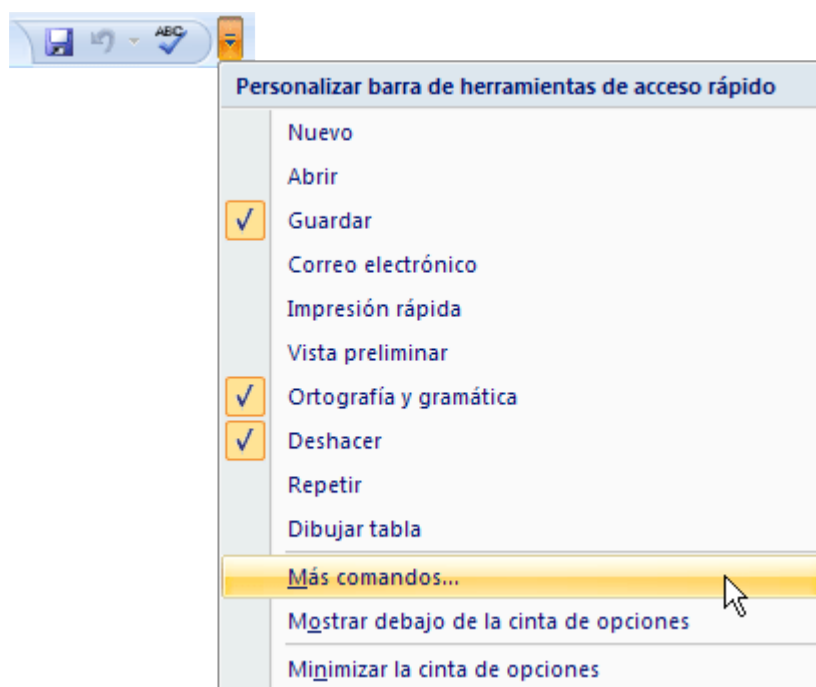 ABC
Personalizar barra de herramientas de acceso rápido
Nuevo
Abrir
Guardar
Correo electrónico
Impresión rápida
Vista preliminar
Ortografía y gramática
Deshacer
Repetir
Dibujar tabla
Más comandos...
Mostrar debajo de la cinta de opciones
Minimizar la cinta de opciones